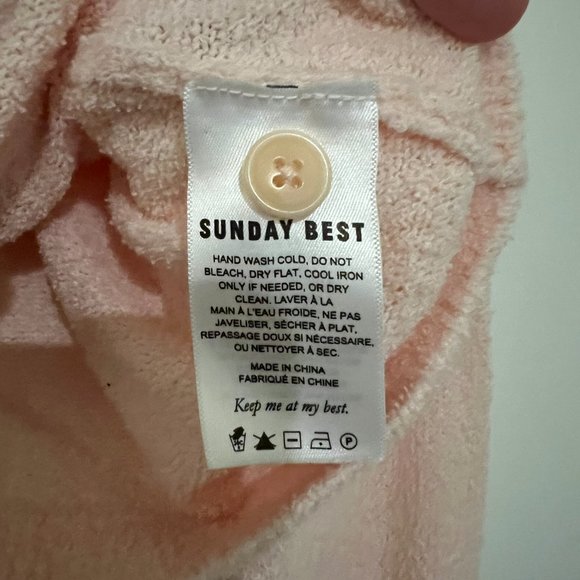 SUNDAY BEST
HAND WASH COLD, DO NOT
BLEACH, DRY FLAT, COOL IRON
ONLY IF NEEDED, OR DRY
CLEAN. LAVER À LA
MAIN À L'EAU FROIDE, NE PAS
JAVELISER, SÉCHER À PLAT,
REPASSAGE DOUX SI NÉCESSAIRE,
OU NETTOYER À SEC.
MADE IN CHINA
FABRIQUÉ EN CHINE
Keep me at my best.
P